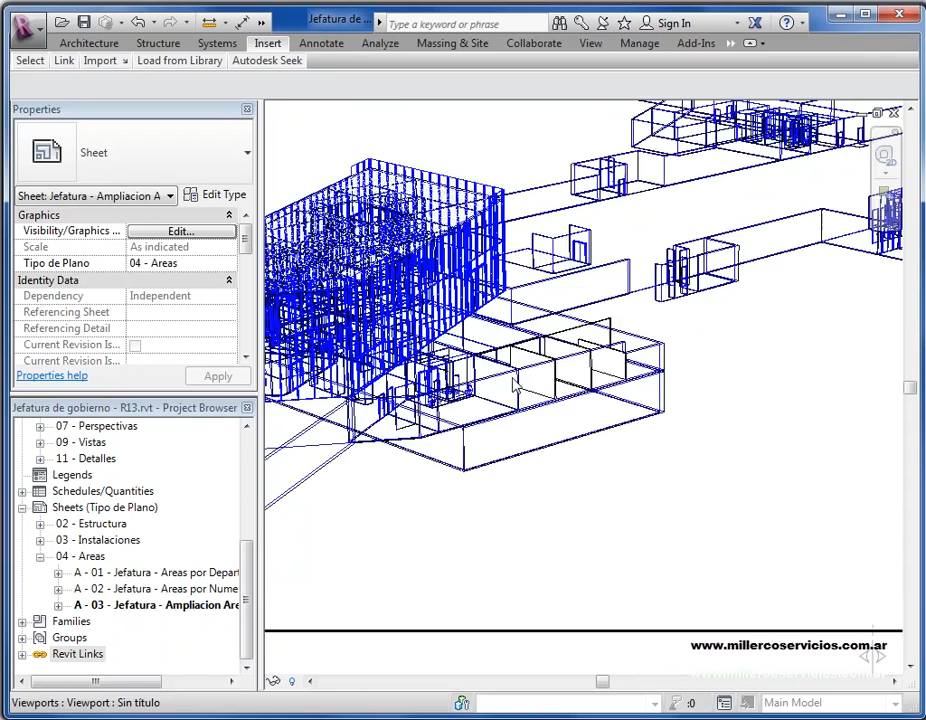 Jefatura de ...
Type a keyword or phrase
Sign In
Architecture
Structure
Systems
Insert
Annotate
Analyze
Massing & Site
Collaborate
View
Manage
Add-Ins
Select
Link
Import
Load from Library
Autodesk Seek
Properties
Sheet
Sheet: Jefatura - Ampliacion A
Edit Type
Graphics
Visibility/Graphics ...
Edit...
Scale
As indicated
Tipo de Plano
04 - Areas
Identity Data
Dependency
Independent
Referencing Sheet
Referencing Detail
Current Revision Is...
Current Revision Is...
Properties help
Apply
2D
Jefatura de gobierno - R13.rvt - Project Browser
07 - Perspectivas
09 - Vistas
11 - Detalles
Legends
Schedules/Quantities
Sheets (Tipo de Plano)
02 - Estructura
03 - Instalaciones
04 - Areas
A - 01 - Jefatura - Areas por Depart
A - 02 - Jefatura - Areas por Nume
A - 03 - Jefatura - Ampliacion Are
Families
Groups
Revit Links
www.millercoservicios.com.ar
www.millercoservicios.com.ar
Viewports : Viewport : Sin título
:0
Main Model